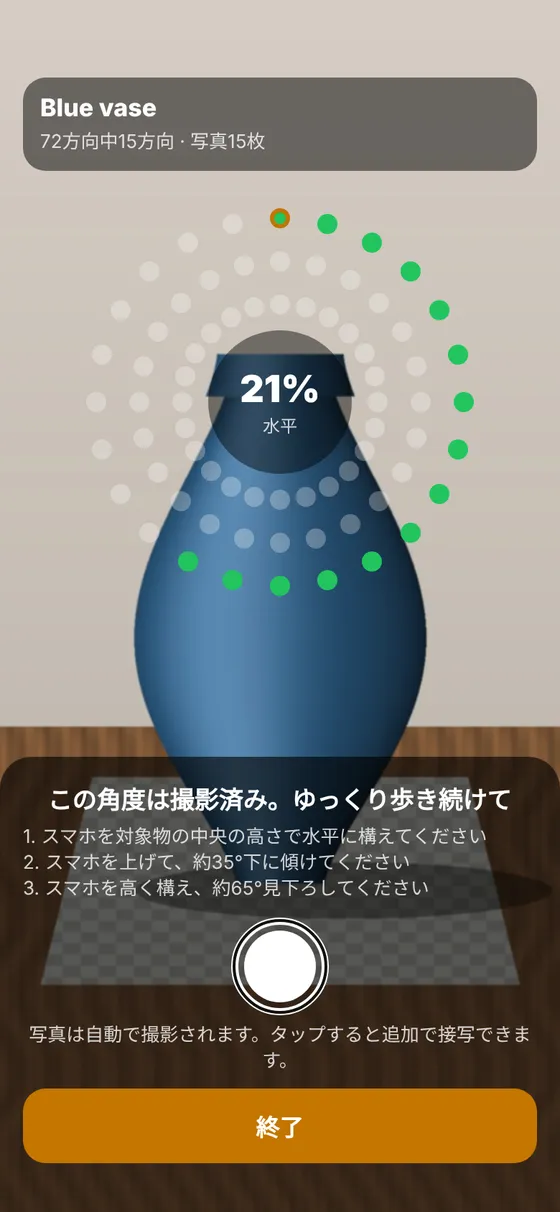 Blue vase
72方向中15方向 · 写真15枚
21%
水平
この角度は撮影済み。ゆっくり歩き続けて
1. スマホを対象物の中央の高さで水平に構えてください
2. スマホを上げて、約35°下に傾けてください
3. スマホを高く構え、約65°見下ろしてください
写真は自動で撮影されます。タップすると追加で接写できま
す。
終了